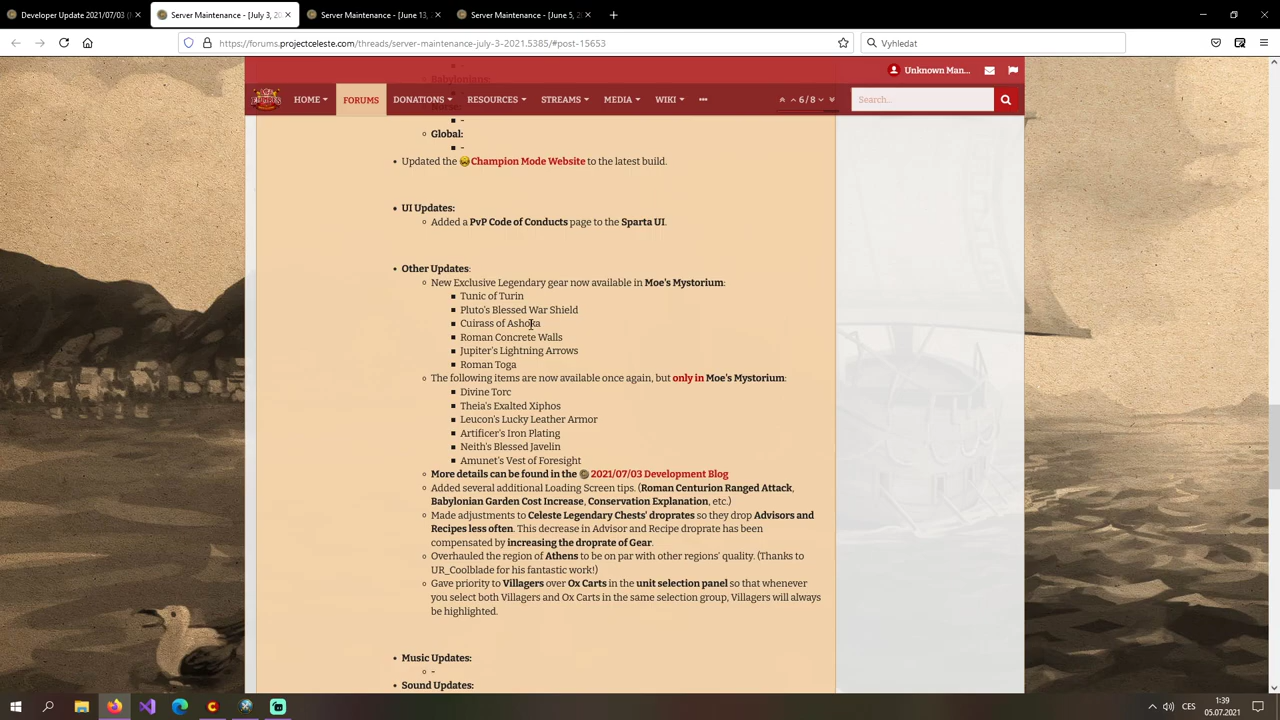 Developer Update 2021/07/03 (
Server Maintenance - [July 3, 20
Server Maintenance - [June 13,
Server Maintenance - [June 5, 2
https://forums.projectceleste.com/threads/server-maintenance-july-3-2021.5385/#post-15653
Vyhledat
Unknown Man...
HOME
FORUMS
DONATIONS
RESOURCES
STREAMS
MEDIA
WIKI
•••
6 / 8
Search...
Babylonians:
-
Global:
-
Updated the Champion Mode Website to the latest build.
UI Updates:
Added a PvP Code of Conducts page to the Sparta UI.
Other Updates:
New Exclusive Legendary gear now available in Moe's Mystorium:
Tunic of Turin
Pluto's Blessed War Shield
Cuirass of Ashoka
Roman Concrete Walls
Jupiter's Lightning Arrows
Roman Toga
The following items are now available once again, but only in Moe's Mystorium:
Divine Torc
Theia's Exalted Xiphos
Leucon's Lucky Leather Armor
Artificer's Iron Plating
Neith's Blessed Javelin
Amunet's Vest of Foresight
More details can be found in the 2021/07/03 Development Blog
Added several additional Loading Screen tips. (Roman Centurion Ranged Attack,
Babylonian Garden Cost Increase, Conservation Explanation, etc.)
Made adjustments to Celeste Legendary Chests' droprates so they drop Advisors and
Recipes less often. This decrease in Advisor and Recipe droprate has been
compensated by increasing the droprate of Gear.
Overhauled the region of Athens to be on par with other regions' quality. (Thanks to
UR_Coolblade for his fantastic work!)
Gave priority to Villagers over Ox Carts in the unit selection panel so that whenever
you select both Villagers and Ox Carts in the same selection group, Villagers will always
be highlighted.
Music Updates:
-
Sound Updates:
CES
1:39
05.07.2021